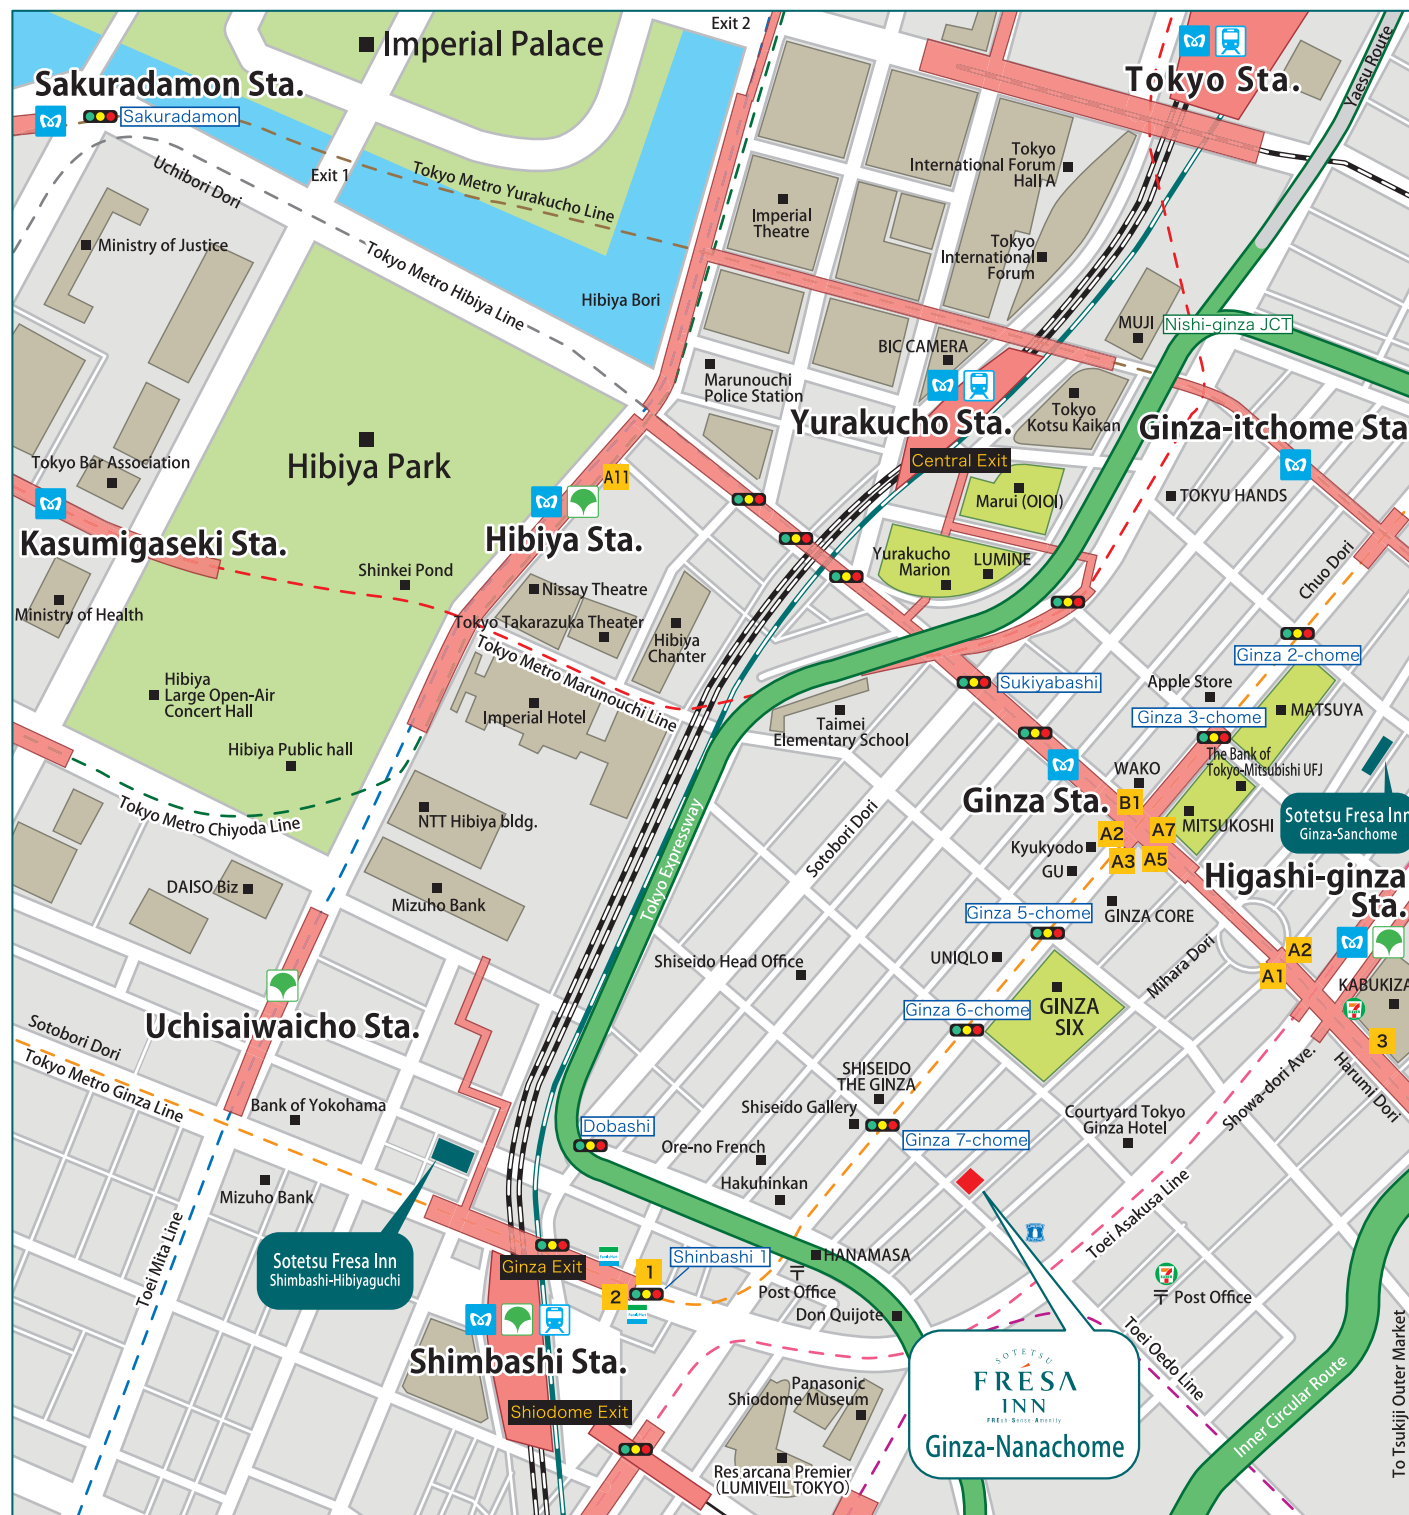 Exit 2
Imperial Palace
Sakuradamon Sta.
Sakuradamon
Tokyo Sta.
Yaesu Route
Exit 1
Uchibori Dori
Tokyo Metro Yurakucho Line
Tokyo
International Forum
Hall A
Imperial
Theatre
Ministry of Justice
Tokyo
International
Forum
Tokyo Metro Hibiya Line
Hibiya Bori
MUJI
Nishi-ginza JCT
BIC CAMERA
Marunouchi
Police Station
Yurakucho Sta.
Tokyo
Kotsu Kaikan
Ginza-itchome Sta
Central Exit
Hibiya Park
Tokyo Bar Association
A11
Marui (OIOI)
TOKYU HANDS
Kasumigaseki Sta.
Hibiya Sta.
Chuo Dori
Shinkei Pond
Yurakucho
Marion
LUMINE
Nissay Theatre
Ministry of Health
Tokyo Takarazuka Theater
Hibiya
Chanter
Tokyo Metro Marunouchi Line
Ginza 2-chome
Hibiya
Large Open-Air
Concert Hall
Sukiyabashi
Apple Store
MATSUYA
Imperial Hotel
Taimei
Elementary School
Ginza 3-chome
Hibiya Public hall
The Bank of
Tokyo-Mitsubishi UFJ
WAKO
Tokyo Metro Chiyoda Line
NTT Hibiya bldg.
Ginza Sta.
B1
MITSUKOSHI
Sotetsu Fresa Inn
Ginza-Sanchome
Sotobori Dori
Tokyo Expressway
A2
A7
Kyukyodo
A3
A5
GU
Higashi-ginza
Sta.
DAISO Biz
Mizuho Bank
Ginza 5-chome
GINZA CORE
Mihara Dori
A2
A1
UNIQLO
Shiseido Head Office
KABUKIZA
GINZA
SIX
Ginza 6-chome
Uchisaiwaicho Sta.
Sotobori Dori
3
Tokyo Metro Ginza Line
SHISEIDO
THE GINZA
Showa-dori Ave.
Harumi Dori
Bank of Yokohama
Shiseido Gallery
Courtyard Tokyo
Ginza Hotel
Dobashi
Ginza 7-chome
Ore-no French
Hakuhinkan
Mizuho Bank
Toei Asakusa Line
Toei Mita Line
Sotetsu Fresa Inn
Shimbashi-Hibiyaguchi
Ginza Exit
Shinbashi 1
HANAMASA
1
2
Post Office
Post Office
Don Quijote
Toei Oedo Line
Shimbashi Sta.
SOTETSU
FRESA
INN
FREsh Sense Amenity
Ginza-Nanachome
Inner Circular Route
To Tsukiji Outer Market
Panasonic
Shiodome Museum
Shiodome Exit
Res arcana Premier
(LUMIVEIL TOKYO)